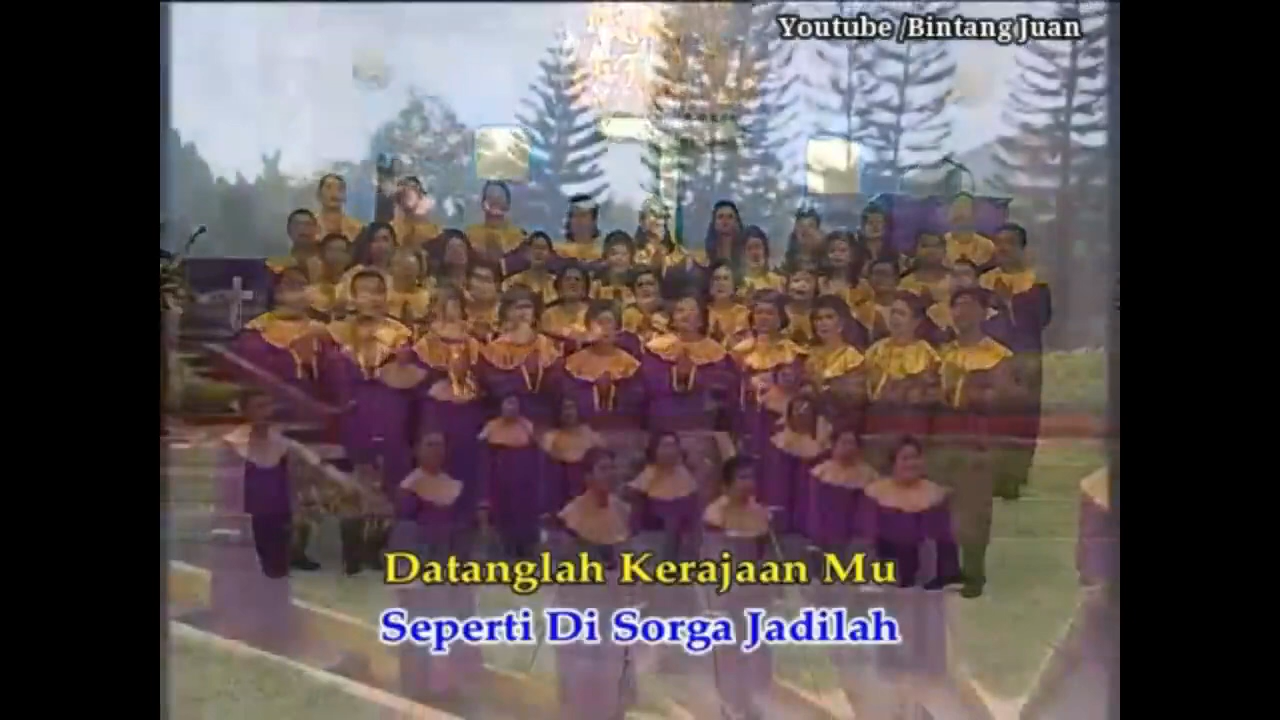 Youtube /Bintang Juan
Datanglah Kerajaan Mu
Seperti Di Sorga Jadilah